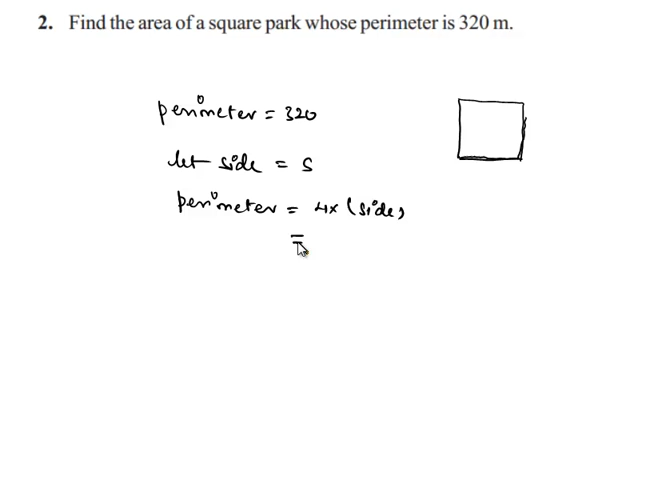 2. Find the area of a square park whose perimeter is 320 m.
perimeter = 320
let side = s
perimeter = 4x (side)
=